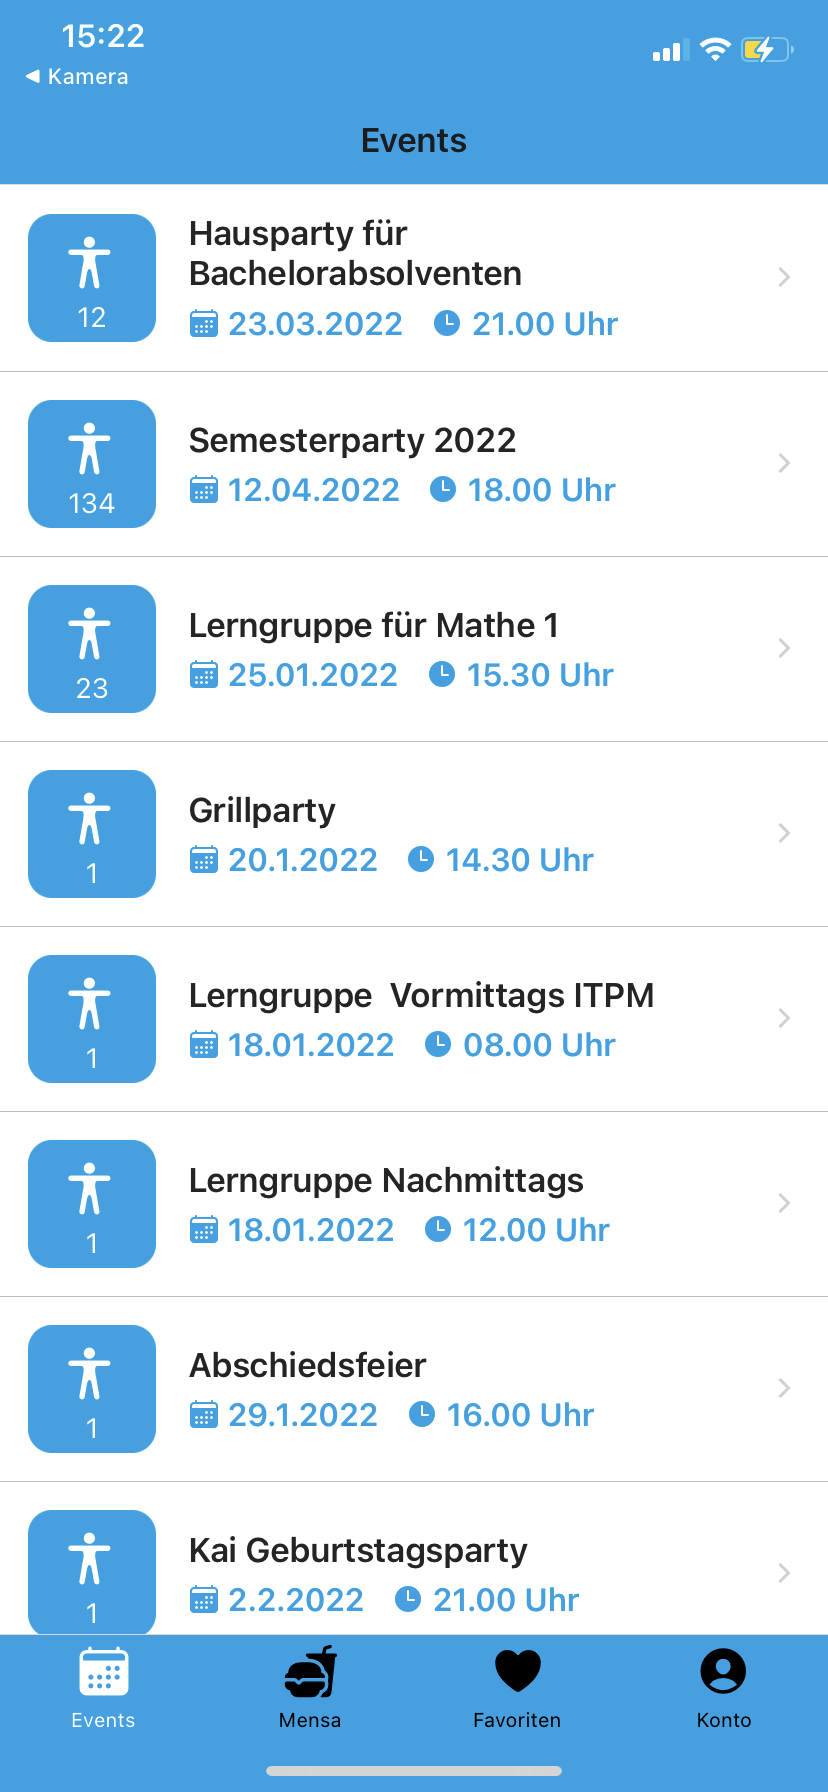 15:22
◀ Kamera
Events
Hausparty für
Bachelorabsolventen
12
23.03.2022 21.00 Uhr
Semesterparty 2022
134
12.04.2022 18.00 Uhr
Lerngruppe für Mathe 1
23
25.01.2022 15.30 Uhr
Grillparty
1
20.1.2022 14.30 Uhr
Lerngruppe  Vormittags ITPM
1
18.01.2022 08.00 Uhr
Lerngruppe Nachmittags
1
18.01.2022 12.00 Uhr
Abschiedsfeier
1
29.1.2022 16.00 Uhr
Kai Geburtstagsparty
1
2.2.2022 21.00 Uhr
Events Mensa Favoriten Konto